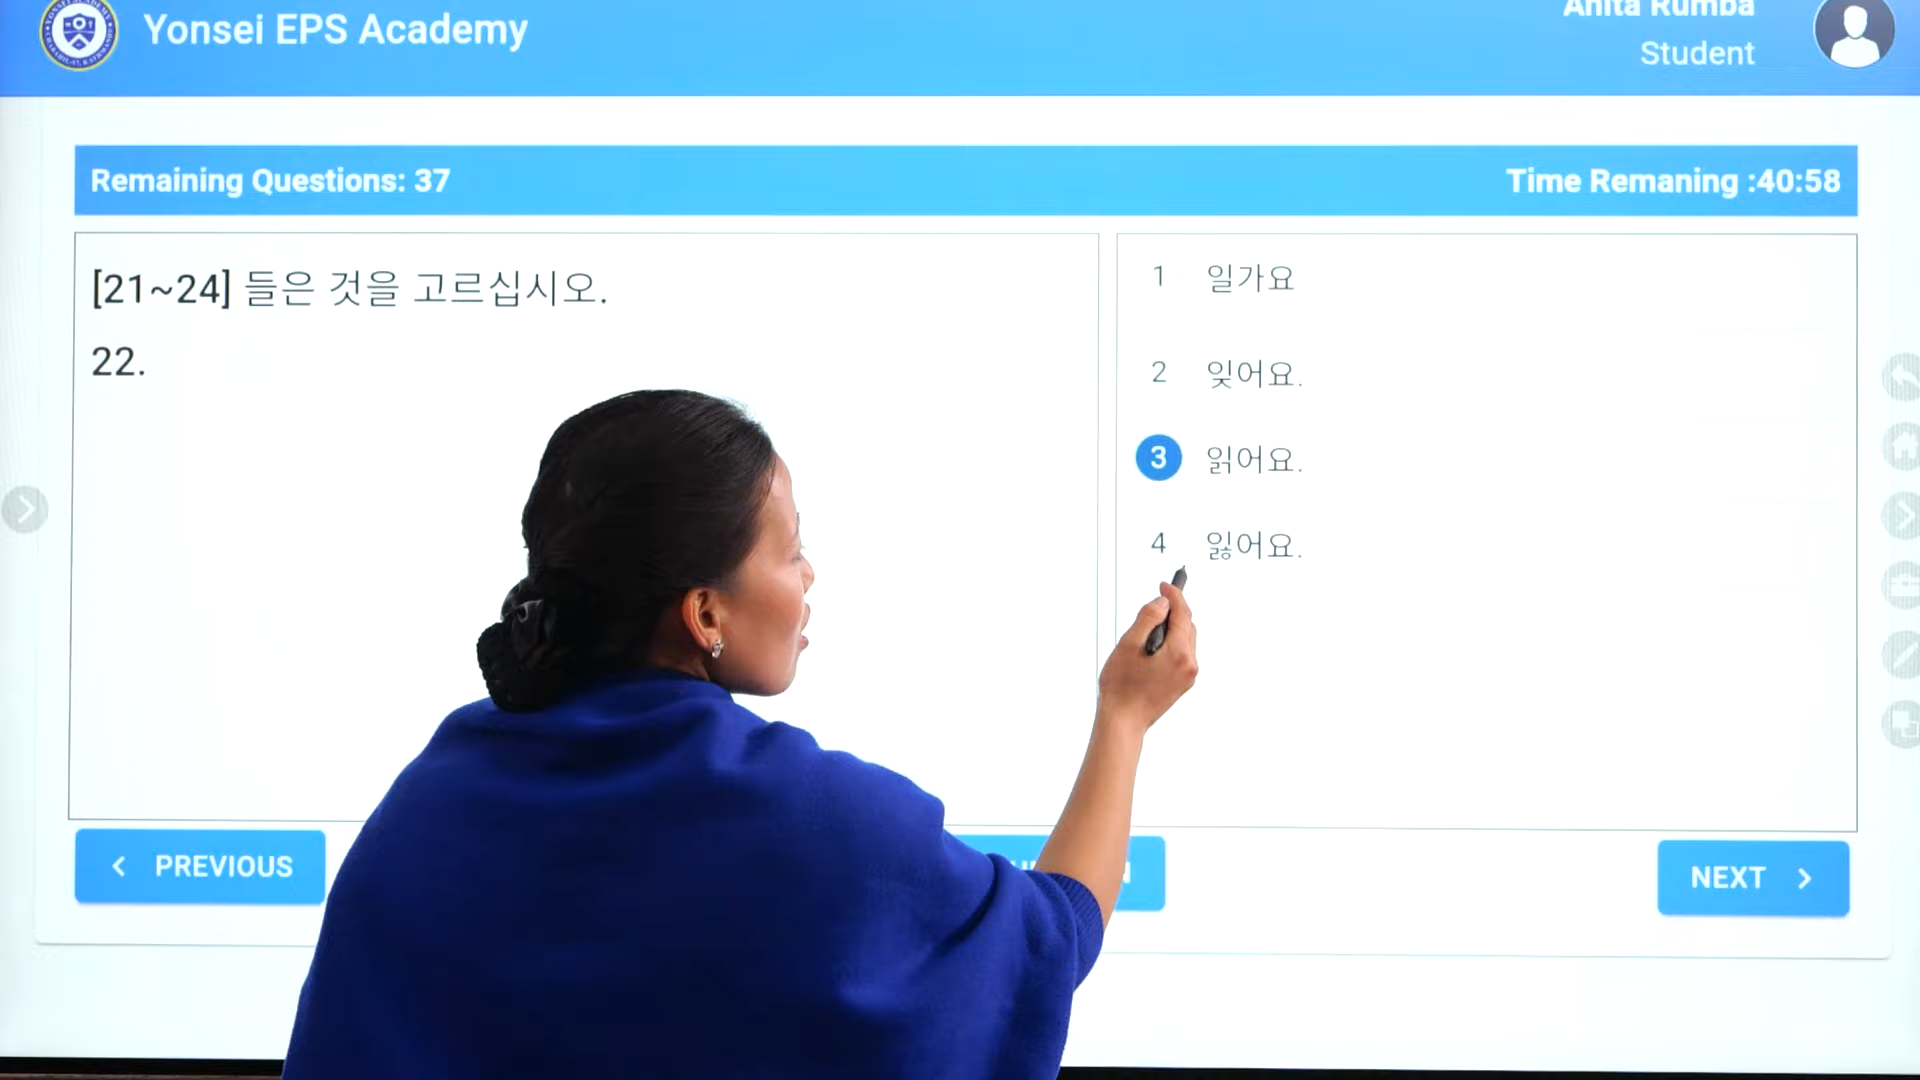 Yonsei EPS Academy
Anita Rumba
Student
Remaining Questions: 37
Time Remaning :40:58
[21~24] 들은 것을 고르십시오.
22.
1 일가요
2 잊어요.
3 읽어요.
4 잃어요.
PREVIOUS
NEXT